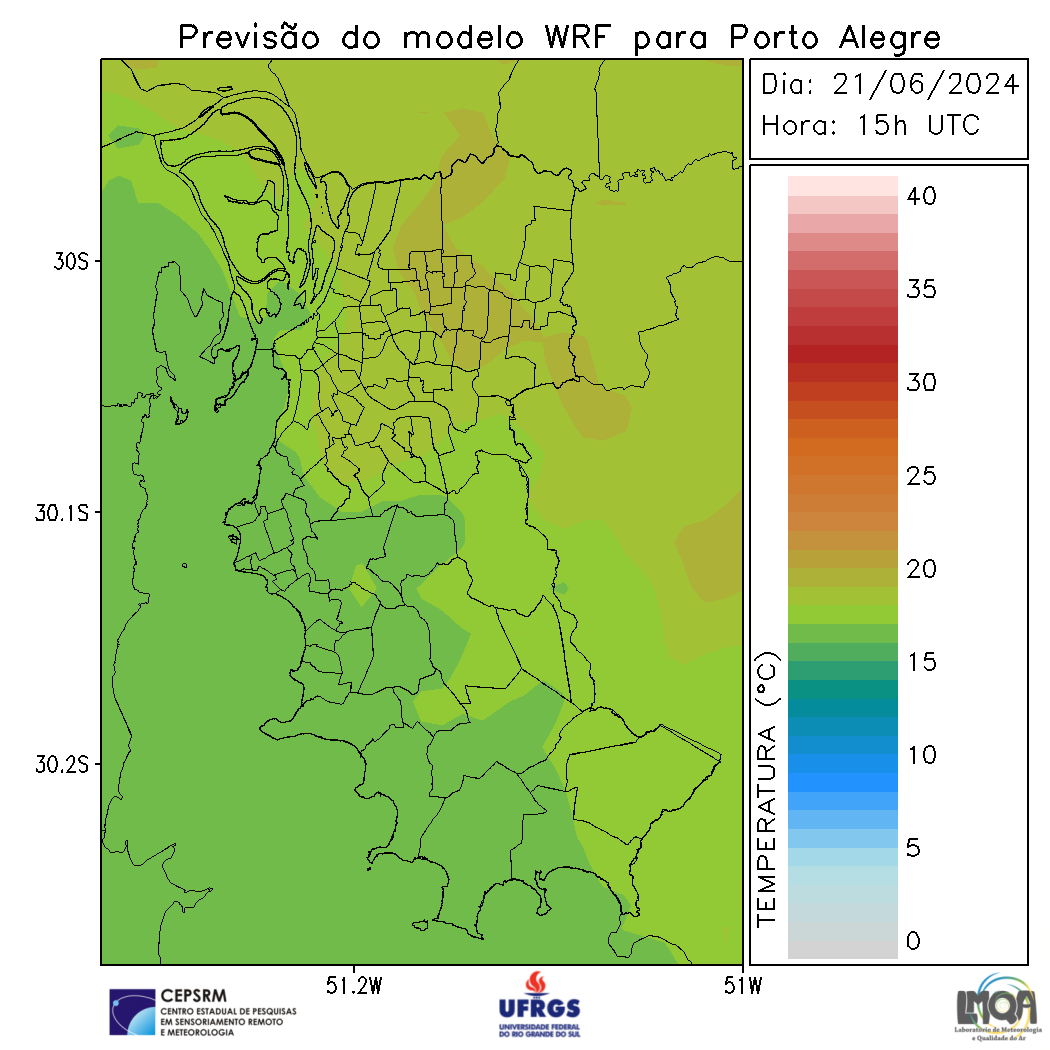 Previsão do modelo WRF para Porto Alegre
Dia: 21/06/2024
Hora: 15h UTC
30S
30.1S
30.2S
51.2W
51W
TEMPERATURA (°C)
40
35
30
25
20
15
10
5
0
CEPSRM
CENTRO ESTADUAL DE PESQUISAS
EM SENSORIAMENTO REMOTO
E METEOROLOGIA
UFRGS
UNIVERSIDADE FEDERAL
DO RIO GRANDE DO SUL
LMQA
Laboratório de Meteorologia
e Qualidade do Ar